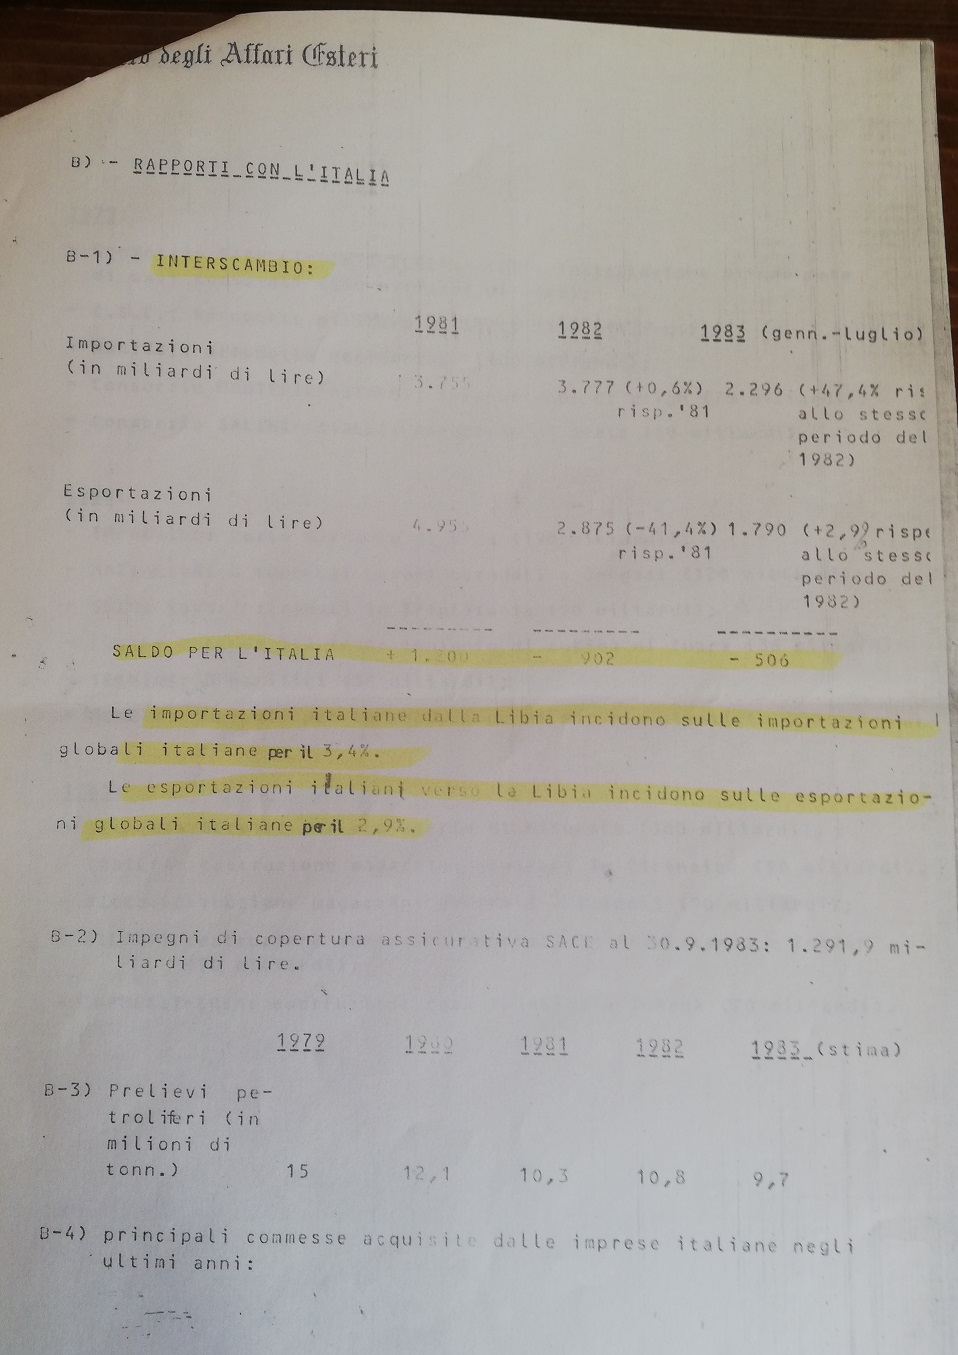 degli Affari Esteri
B) - RAPPORTI CON L'ITALIA
B-1) - INTERSCAMBIO:
1981 1982 1983 (genn.-luglio)
Importazioni
(in miliardi di lire) 3.755 3.777 (+0,6%) 2.296 (+47,4% ris
risp.'81 allo stesso
periodo del
1982)
Esportazioni
(in miliardi di lire) 4.955 2.875 (-41,4%) 1.790 (+2,99 rispe
risp.'81 allo stesso
periodo del
1982)
SALDO PER L'ITALIA + 1.200 - 902 - 506
Le importazioni italiane dalla Libia incidono sulle importazioni
globali italiane per il 3,4%.
Le esportazioni italiani verso la Libia incidono sulle esportazio-
ni globali italiane per il 2,9%.
B-2) Impegni di copertura assicurativa SACE al 30.9.1983: 1.291,9 mi-
liardi di lire.
1979 1980 1981 1982 1983 (stima)
B-3) Prelievi pe-
troliferi (in
milioni di
tonn.) 15 12,1 10,3 10,8 9,7
B-4) principali commesse acquisite dalle imprese italiane negli
ultimi anni: